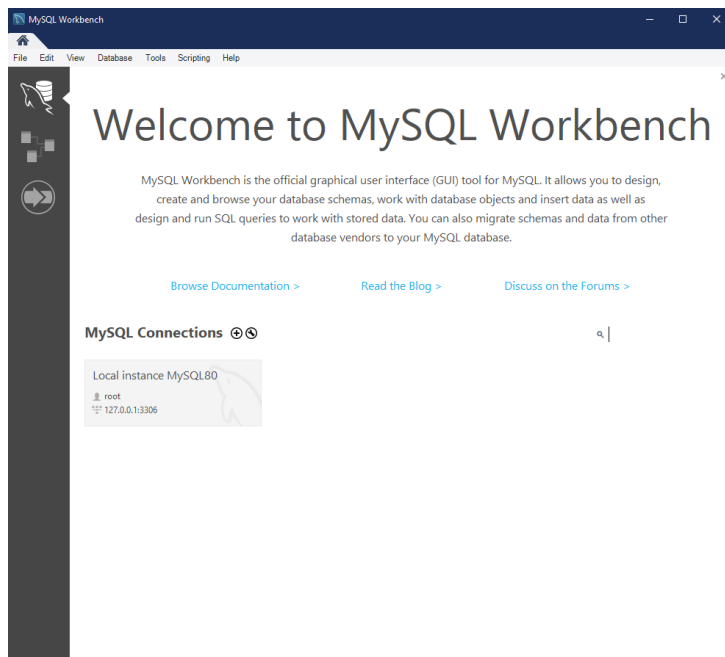 MySQL Workbench
File Edit View Database Tools Scripting Help
Welcome to MySQL Workbench
MySQL Workbench is the official graphical user interface (GUI) tool for MySQL. It allows you to design,
create and browse your database schemas, work with database objects and insert data as well as
design and run SQL queries to work with stored data. You can also migrate schemas and data from other
database vendors to your MySQL database.
Browse Documentation > Read the Blog > Discuss on the Forums >
MySQL Connections
Local instance MySQL80
root
127.0.0.1:3306